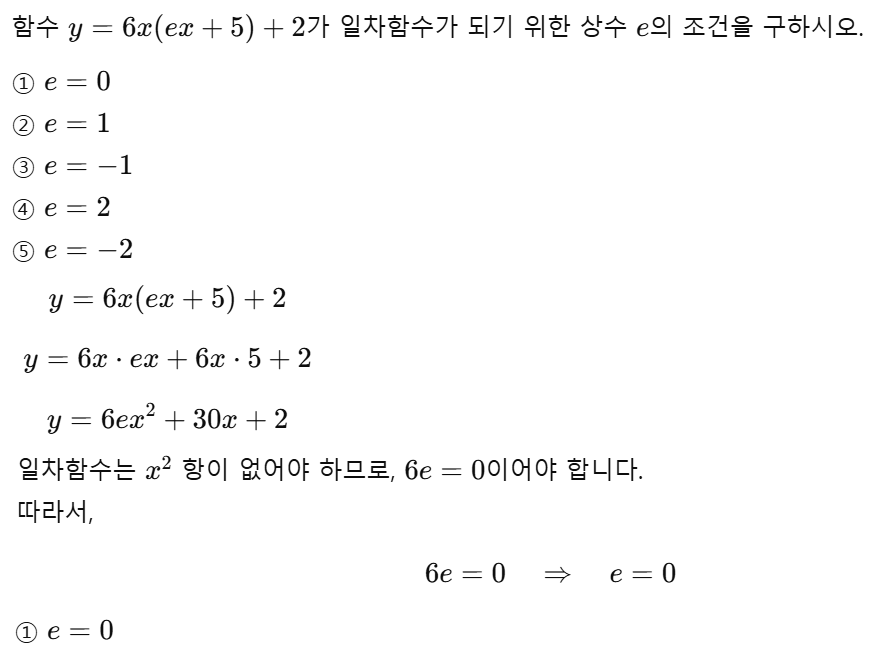 함수 y = 6x(ex + 5) + 2가 일차함수가 되기 위한 상수 e의 조건을 구하시오.
① e = 0
② e = 1
③ e = −1
④ e = 2
⑤ e = −2
y = 6x(ex + 5) + 2
y = 6x · ex + 6x · 5 + 2
y = 6ex² + 30x + 2
일차함수는 x² 항이 없어야 하므로, 6e = 0이어야 합니다.
따라서,
6e = 0 ⇒ e = 0
① e = 0